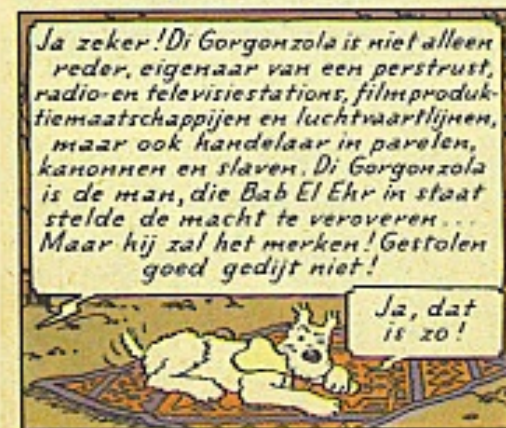 Ja zeker! Di Gorgonzola is niet alleen
reder, eigenaar van een perstrust,
radio- en televisiestations, filmproduk-
tiemaatschappijen en luchtvaartlijnen,
maar ook handelaar in parelen,
kanonnen en slaven. Di Gorgonzola
is de man, die Bab El Ehr in staat
stelde de macht te veroveren...
Maar hij zal het merken! Gestolen
goed gedijt niet!
Ja, dat
is zo!